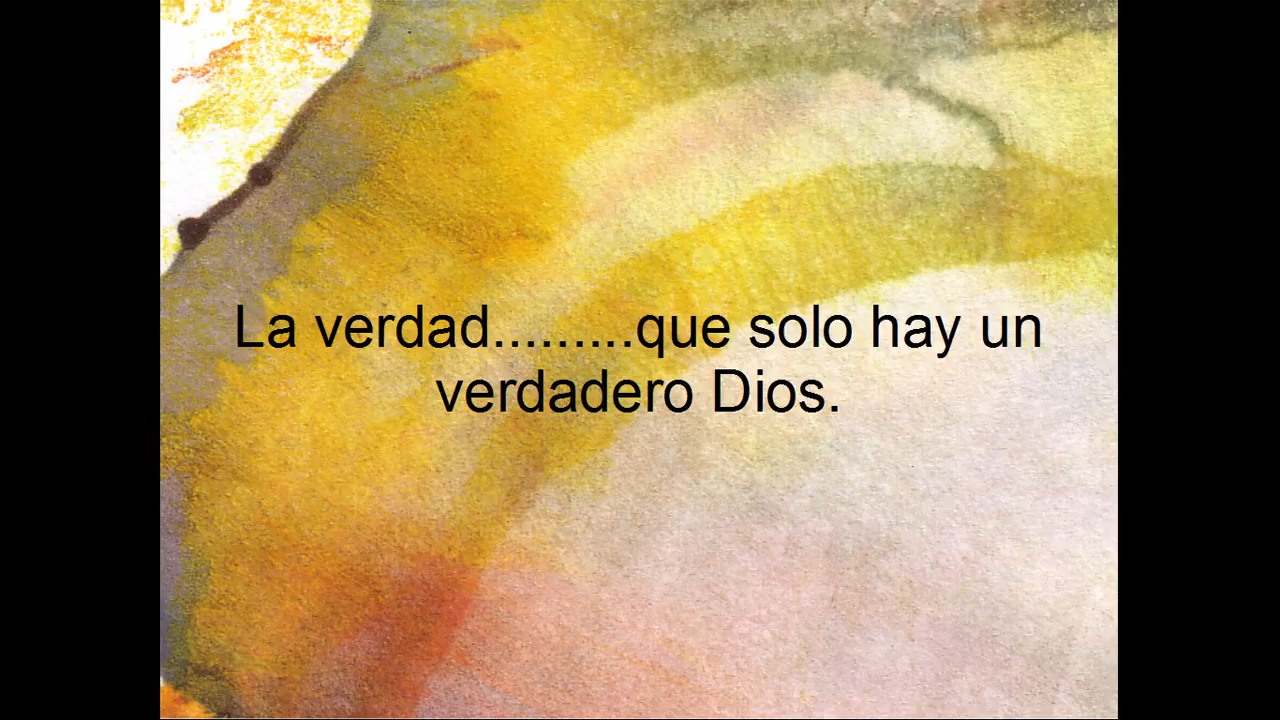 La verdad.........que solo hay un
verdadero Dios.